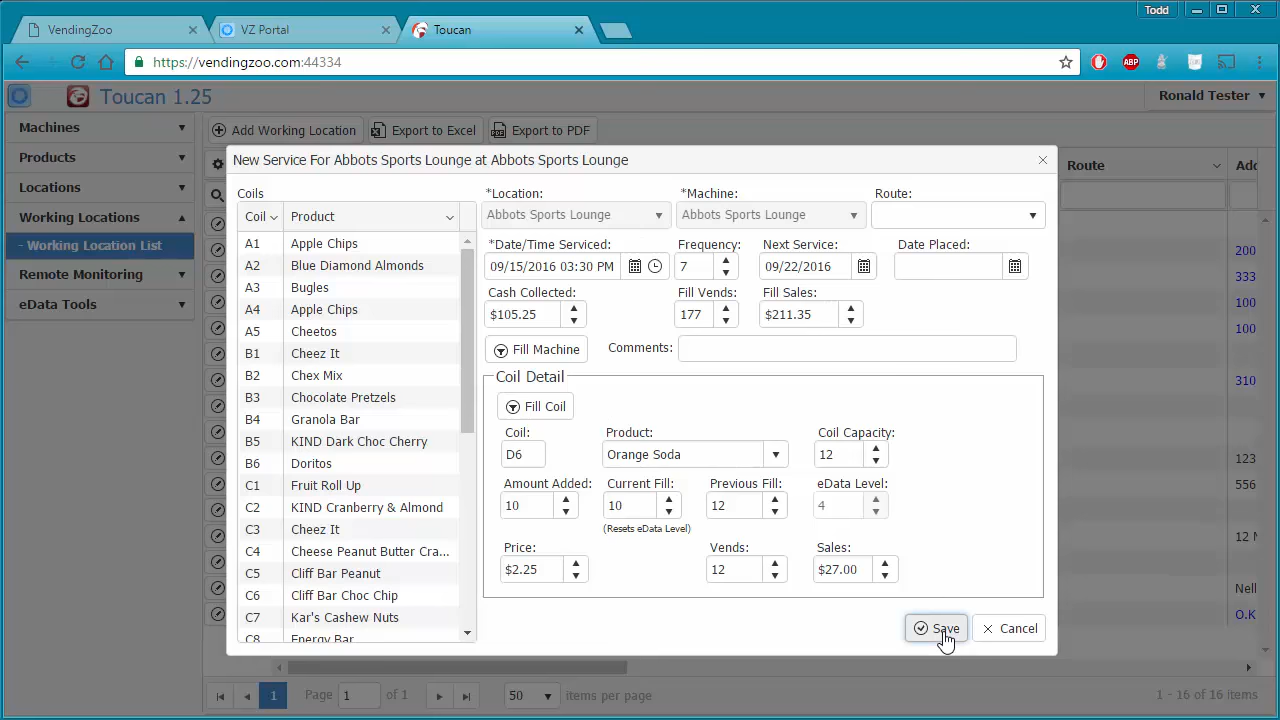 Todd
VendingZoo
VZ Portal
Toucan
https://vendingzoo.com:44334
ABP
Toucan 1.25
Ronald Tester
Machines
Products
Locations
Working Locations
- Working Location List
Remote Monitoring
eData Tools
Add Working Location
Export to Excel
Export to PDF
Route
Add
200
333
100
100
310
123
556
12 N
Nell
O.K
New Service For Abbots Sports Lounge at Abbots Sports Lounge
Coils
Coil Product
A1 Apple Chips
A2 Blue Diamond Almonds
A3 Bugles
A4 Apple Chips
A5 Cheetos
B1 Cheez It
B2 Chex Mix
B3 Chocolate Pretzels
B4 Granola Bar
B5 KIND Dark Choc Cherry
B6 Doritos
C1 Fruit Roll Up
C2 KIND Cranberry & Almond
C3 Cheez It
C4 Cheese Peanut Butter Cra...
C5 Cliff Bar Peanut
C6 Cliff Bar Choc Chip
C7 Kar's Cashew Nuts
C8 Energy Bar
*Location: *Machine: Route:
Abbots Sports Lounge Abbots Sports Lounge
*Date/Time Serviced: Frequency: Next Service: Date Placed:
09/15/2016 03:30 PM 7 09/22/2016
Cash Collected: Fill Vends: Fill Sales:
$105.25 177 $211.35
Fill Machine Comments:
Coil Detail
Fill Coil
Coil: Product: Coil Capacity:
D6 Orange Soda 12
Amount Added: Current Fill: Previous Fill: eData Level:
10 10 12 4
(Resets eData Level)
Price: Vends: Sales:
$2.25 12 $27.00
Save Cancel
1 Page 1 of 1 50 items per page 1 - 16 of 16 items